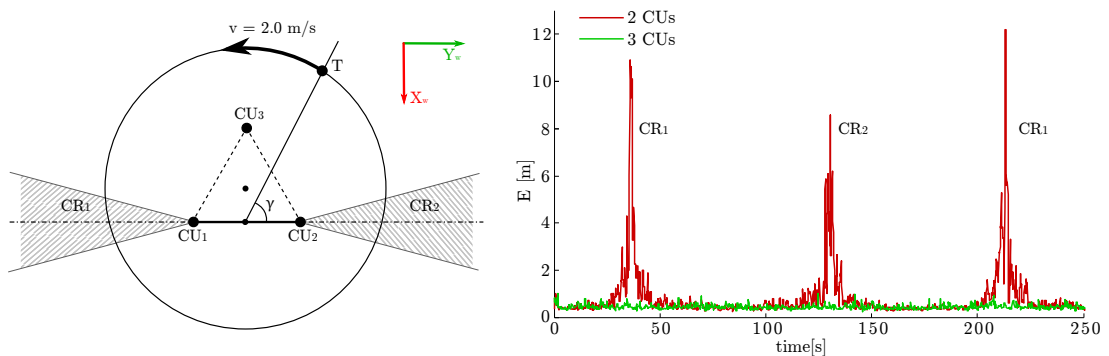 v = 2.0 m/s
T
Yw
Xw
CU3
CR1
CR2
γ
CU1
CU2
2 CUs
3 CUs
12
10
8
6
4
2
0
E [m]
CR1
CR2
CR1
0
50
100
150
200
250
time[s]